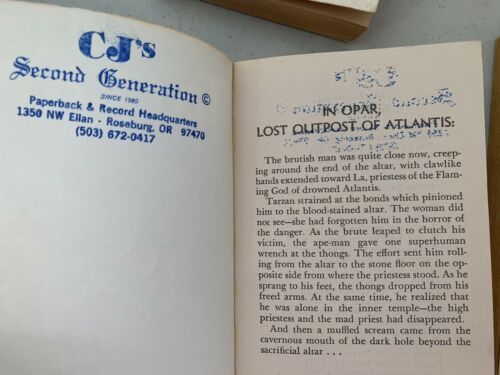 CJ's
Second Generation ©
SINCE 1980
Paperback & Record Headquarters
1350 NW Ellan - Roseburg, OR 97470
(503) 672-0417
IN OPAR,
LOST OUTPOST OF ATLANTIS:
The brutish man was quite close now, creep-
ing around the end of the altar, with clawlike
hands extended toward La, priestess of the Flam-
ing God of drowned Atlantis.
Tarzan strained at the bonds which pinioned
him to the blood-stained altar. The woman did
not see—she had forgotten him in the horror of
the danger. As the brute leaped to clutch his
victim, the ape-man gave one superhuman
wrench at the thongs. The effort sent him roll-
ing from the altar to the stone floor on the op-
posite side from where the priestess stood. As he
sprang to his feet, the thongs dropped from his
freed arms. At the same time, he realized that
he was alone in the inner temple—the high
priestess and the mad priest had disappeared.
And then a muffled scream came from the
cavernous mouth of the dark hole beyond the
sacrificial altar . . .